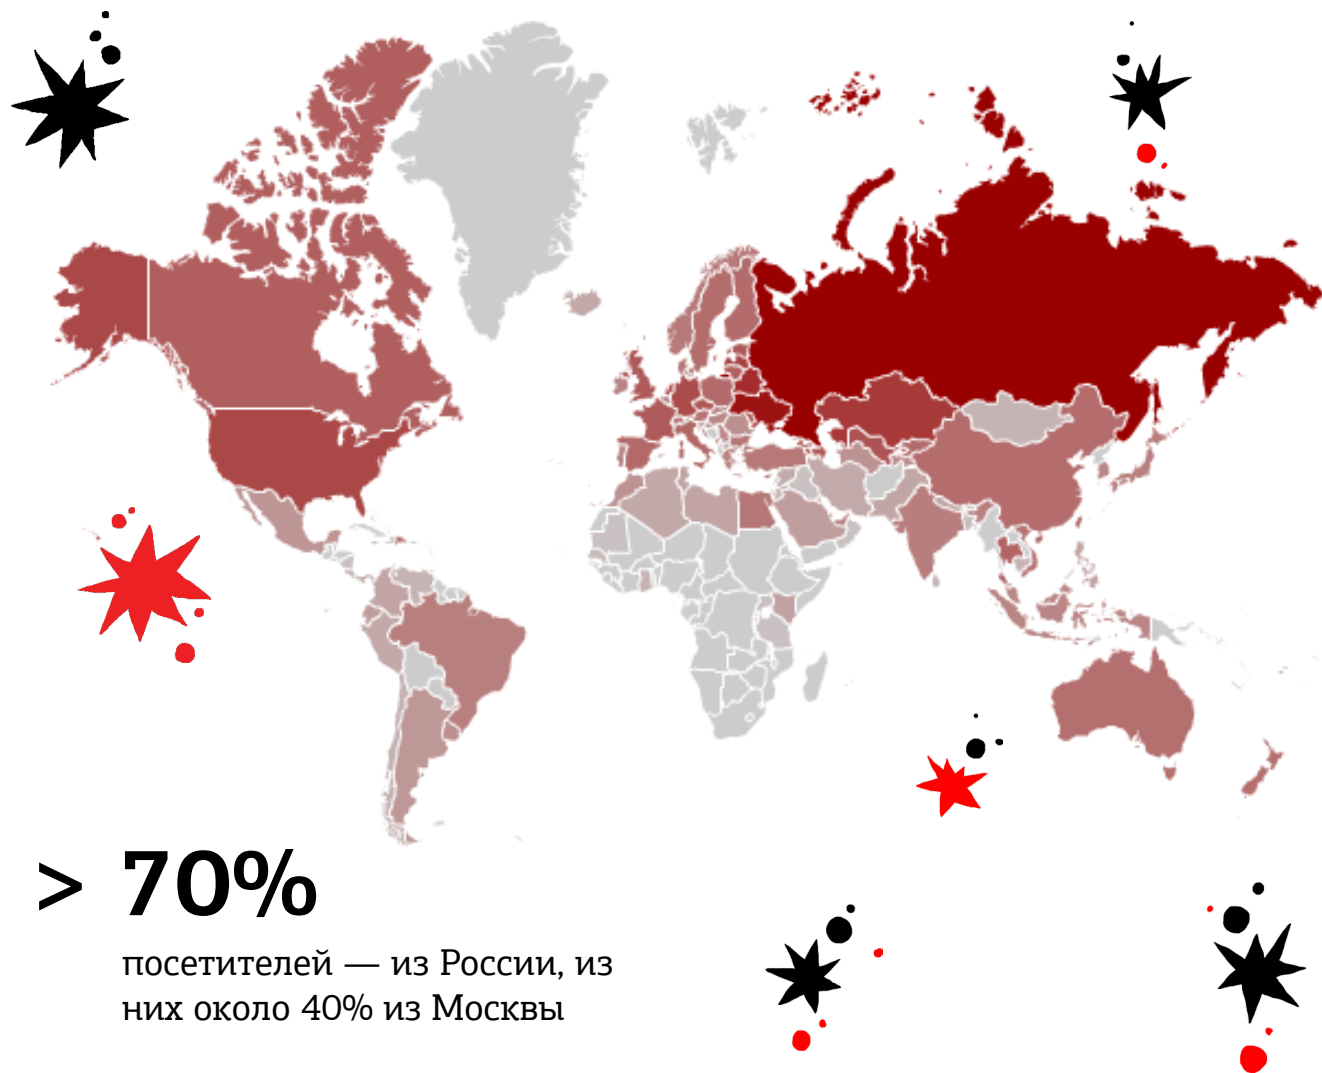 > 70%
посетителей — из России, из
них около 40% из Москвы